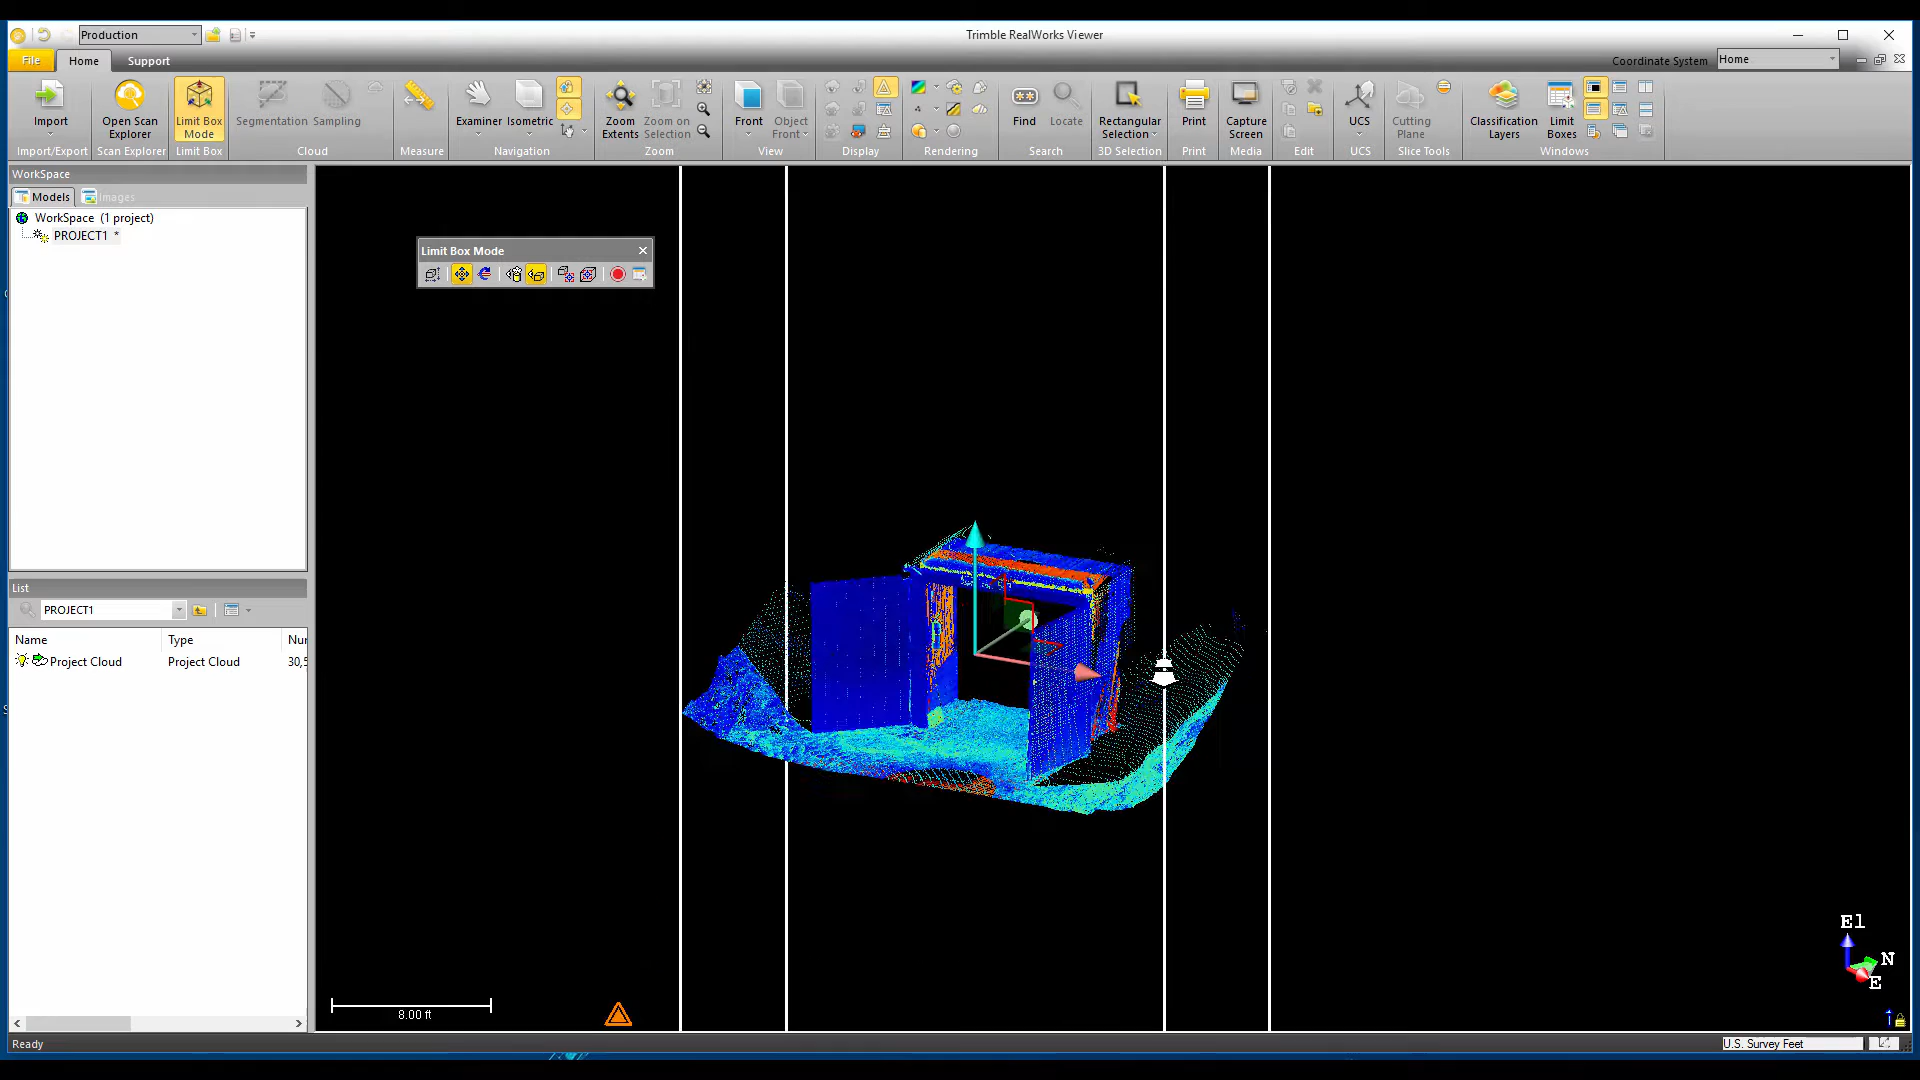 Production
Trimble RealWorks Viewer
File
Home
Support
Coordinate System
Home
Import
Open Scan
Explorer
Limit Box
Mode
Segmentation
Sampling
Examiner
Isometric
Zoom
Extents
Zoom on
Selection
Front
Object
Front
Find
Locate
Rectangular
Selection
Print
Capture
Screen
UCS
Cutting
Plane
Classification
Layers
Limit
Boxes
Import/Export
Scan Explorer
Limit Box
Cloud
Measure
Navigation
Zoom
View
Display
Rendering
Search
3D Selection
Print
Media
Edit
UCS
Slice Tools
Windows
WorkSpace
Models
Images
WorkSpace (1 project)
PROJECT1 *
Limit Box Mode
List
PROJECT1
Name
Type
Nur
Project Cloud
Project Cloud
30,5
El
N
E
8.00 ft
Ready
U.S. Survey Feet